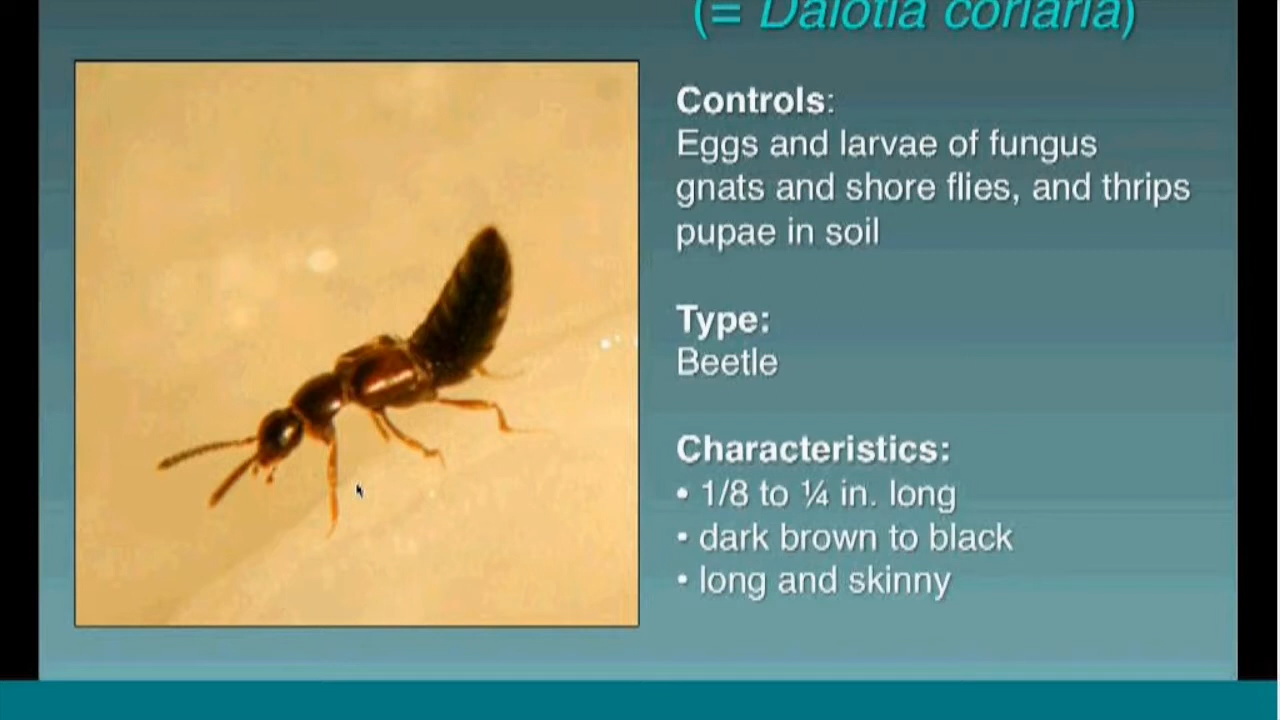 (= Dalotia coriaria)
Controls:
Eggs and larvae of fungus
gnats and shore flies, and thrips
pupae in soil
Type:
Beetle
Characteristics:
• 1/8 to ¼ in. long
• dark brown to black
• long and skinny